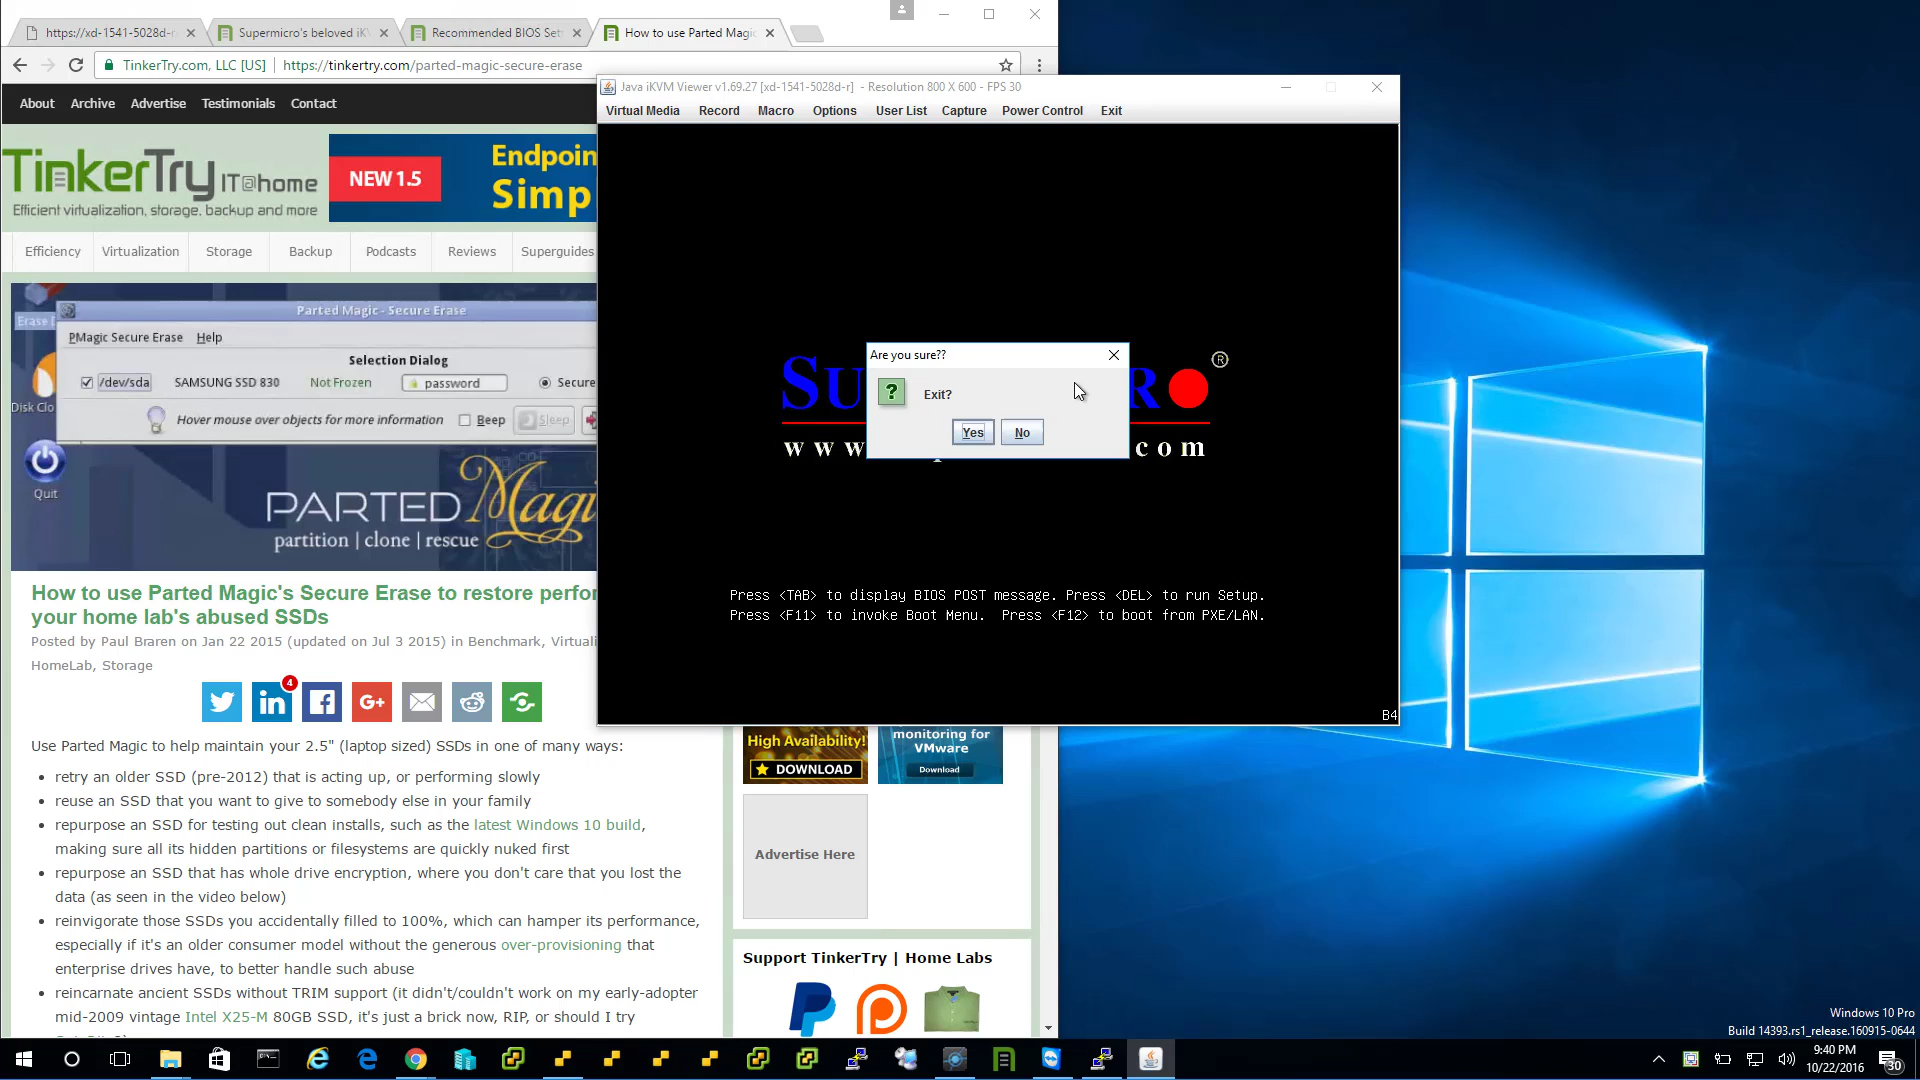 https://xd-1541-5028d-r
Supermicro's beloved iKV
Recommended BIOS Set
How to use Parted Magic
TinkerTry.com, LLC [US]
https://tinkertry.com/parted-magic-secure-erase
About
Archive
Advertise
Testimonials
Contact
TinkerTry IT@home
Efficient virtualization, storage, backup and more
NEW 1.5
Endpoin
Simp
Efficiency
Virtualization
Storage
Backup
Podcasts
Reviews
Superguides
Parted Magic - Secure Erase
PMagic Secure Erase
Help
Selection Dialog
/dev/sda
SAMSUNG SSD 830
Not Frozen
password
Secure
Hover mouse over objects for more information
Beep
Sleep
Disk Clo
Quit
PARTED Magi
partition | clone | rescue
How to use Parted Magic's Secure Erase to restore perfor
your home lab's abused SSDs
Posted by Paul Braren on Jan 22 2015 (updated on Jul 3 2015) in Benchmark, Virtuali
HomeLab, Storage
4
in
G+
Use Parted Magic to help maintain your 2.5" (laptop sized) SSDs in one of many ways:
retry an older SSD (pre-2012) that is acting up, or performing slowly
reuse an SSD that you want to give to somebody else in your family
repurpose an SSD for testing out clean installs, such as the latest Windows 10 build,
making sure all its hidden partitions or filesystems are quickly nuked first
repurpose an SSD that has whole drive encryption, where you don't care that you lost the
data (as seen in the video below)
reinvigorate those SSDs you accidentally filled to 100%, which can hamper its performance,
especially if it's an older consumer model without the generous over-provisioning that
enterprise drives have, to better handle such abuse
reincarnate ancient SSDs without TRIM support (it didn't/couldn't work on my early-adopter
mid-2009 vintage Intel X25-M 80GB SSD, it's just a brick now, RIP, or should I try
High Availability!
DOWNLOAD
monitoring for
VMware
Download
Advertise Here
Support TinkerTry | Home Labs
Java iKVM Viewer v1.69.27 [xd-1541-5028d-r] - Resolution 800 X 600 - FPS 30
Virtual Media
Record
Macro
Options
User List
Capture
Power Control
Exit
Are you sure??
Exit?
Yes
No
SU
R
®
www
com
Press <TAB> to display BIOS POST message. Press <DEL> to run Setup.
Press <F11> to invoke Boot Menu. Press <F12> to boot from PXE/LAN.
B4
Windows 10 Pro
Build 14393.rs1_release.160915-0644
9:40 PM
10/22/2016
30